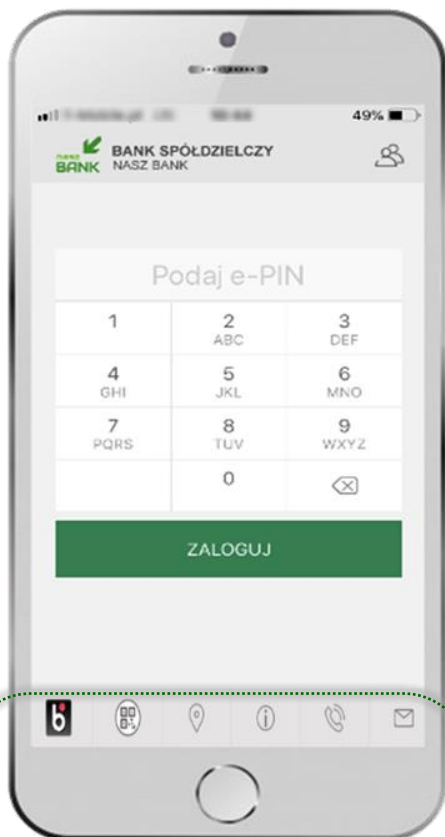 49%
nasz
BANK
BANK SPÓŁDZIELCZY
NASZ BANK
Podaj e-PIN
1
2
ABC
3
DEF
4
GHI
5
JKL
6
MNO
7
PQRS
8
TUV
9
WXYZ
0
ZALOGUJ
b